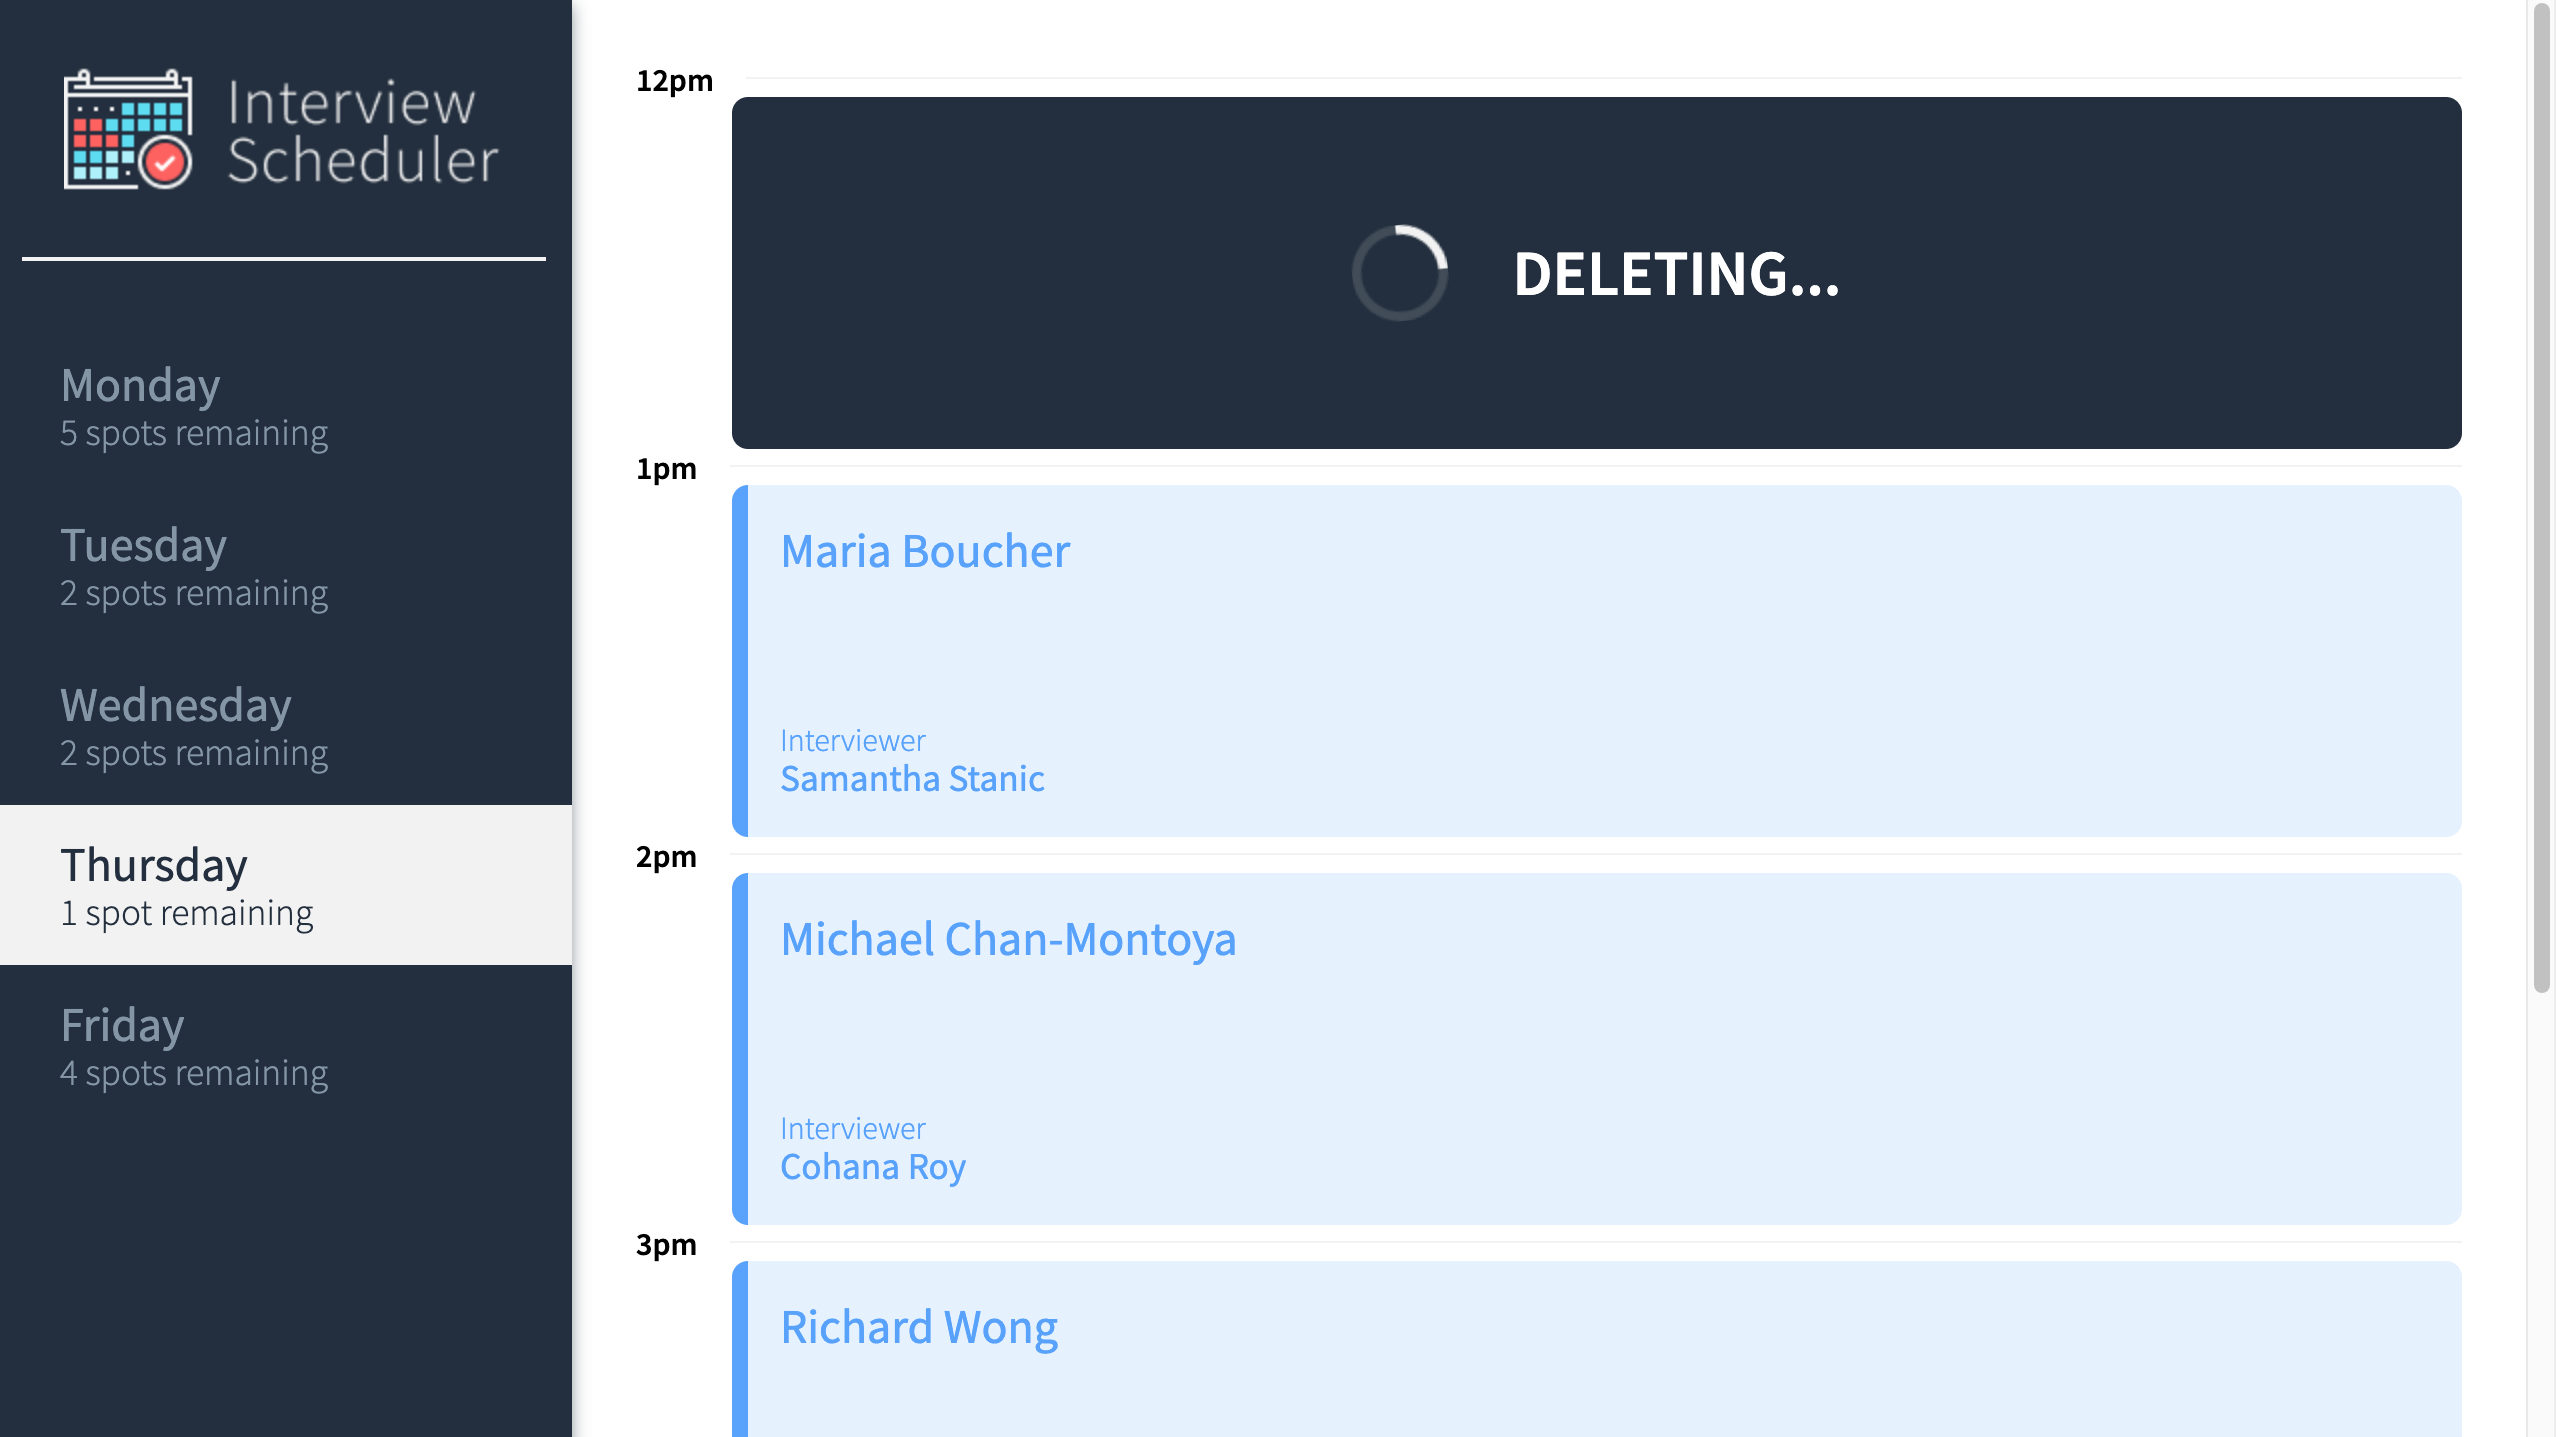 Interview
Scheduler
Monday
5 spots remaining
Tuesday
2 spots remaining
Wednesday
2 spots remaining
Thursday
1 spot remaining
Friday
4 spots remaining
12pm
DELETING...
1pm
Maria Boucher
Interviewer
Samantha Stanic
2pm
Michael Chan-Montoya
Interviewer
Cohana Roy
3pm
Richard Wong